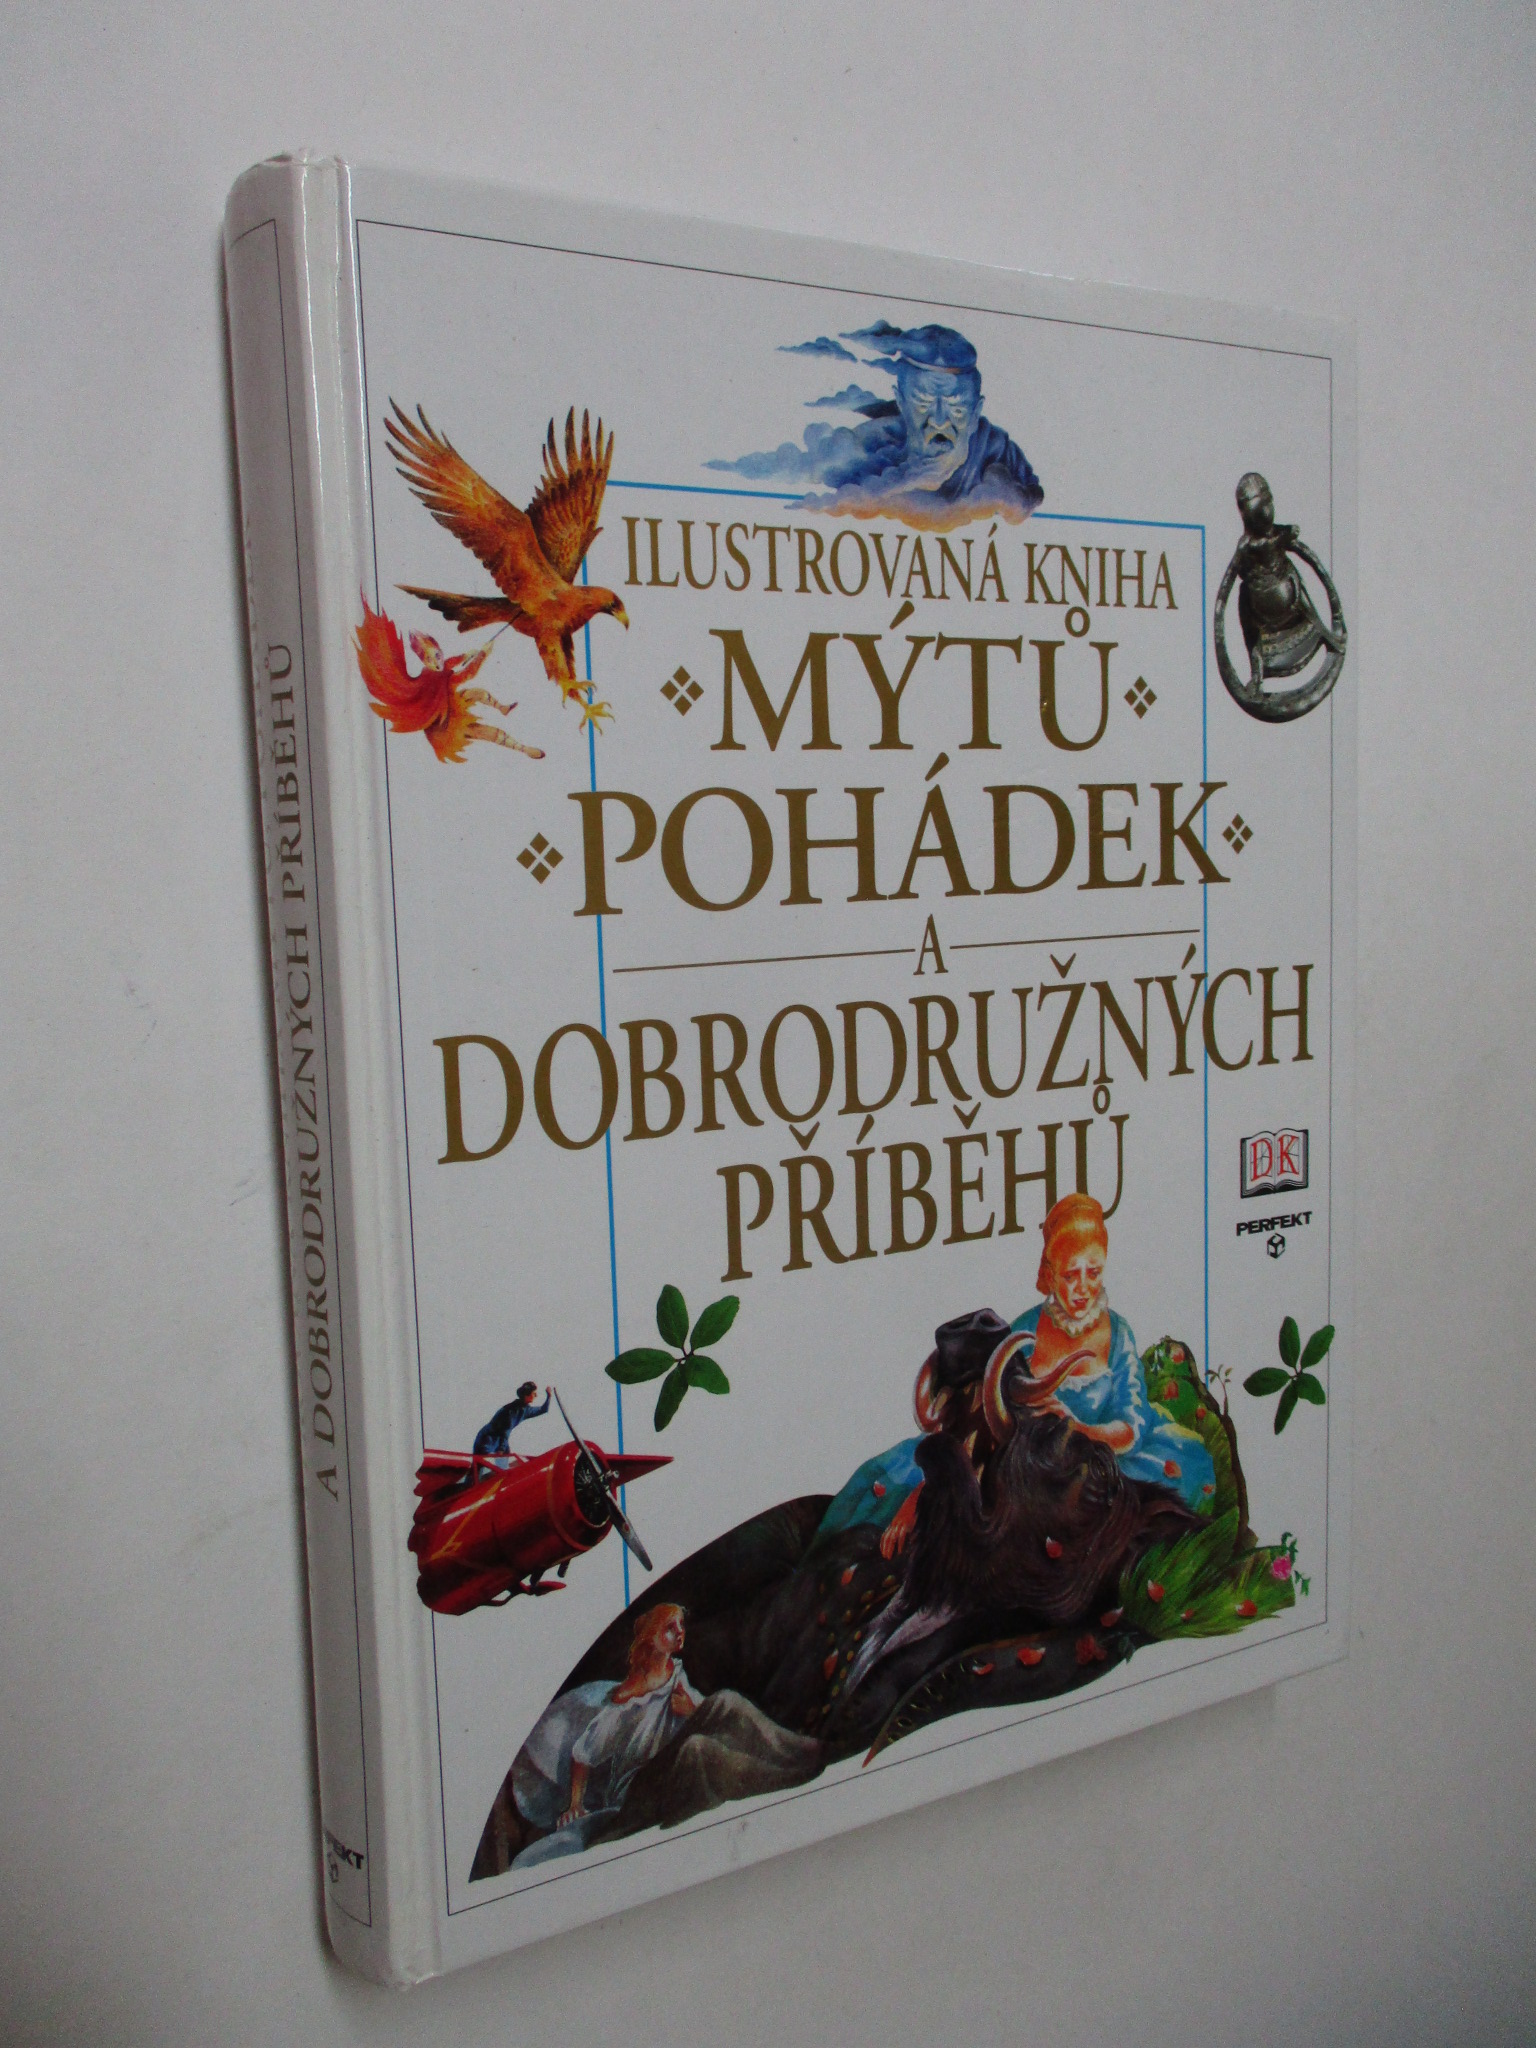 ILUSTROVANÁ KNIHA
MÝTŮ
POHÁDEK
A
DOBRODRUŽNÝCH
PŘÍBĚHŮ
DK
PERFEKT
A DOBRODRUŽNÝCH PŘÍBĚHŮ